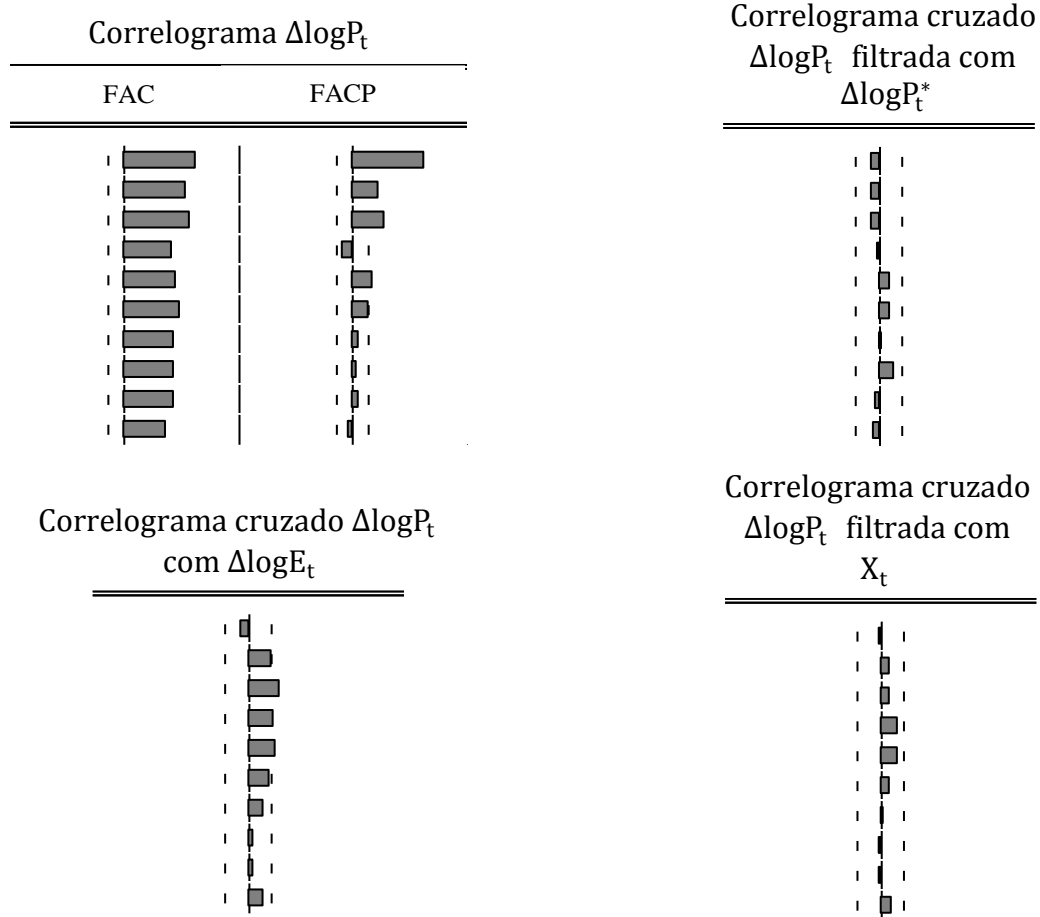 Correlograma ΔlogPₜ
FAC FACP
Correlograma cruzado
ΔlogPₜ filtrada com
ΔlogPₜ*
Correlograma cruzado ΔlogPₜ
com ΔlogEₜ
Correlograma cruzado
ΔlogPₜ filtrada com
Xₜ